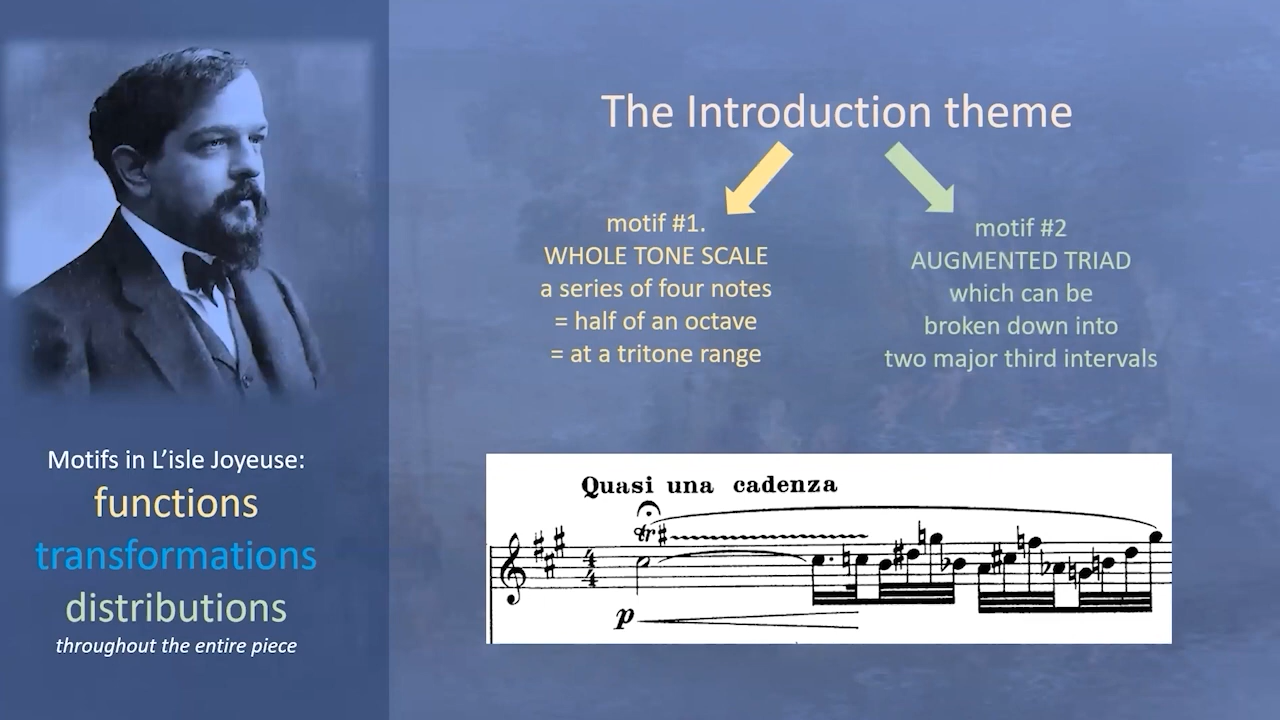 The Introduction theme
motif #1.
WHOLE TONE SCALE
a series of four notes
= half of an octave
= at a tritone range
motif #2
AUGMENTED TRIAD
which can be
broken down into
two major third intervals
Motifs in L’isle Joyeuse:
functions
transformations
distributions
throughout the entire piece
Quasi una cadenza
tr
4
4
p